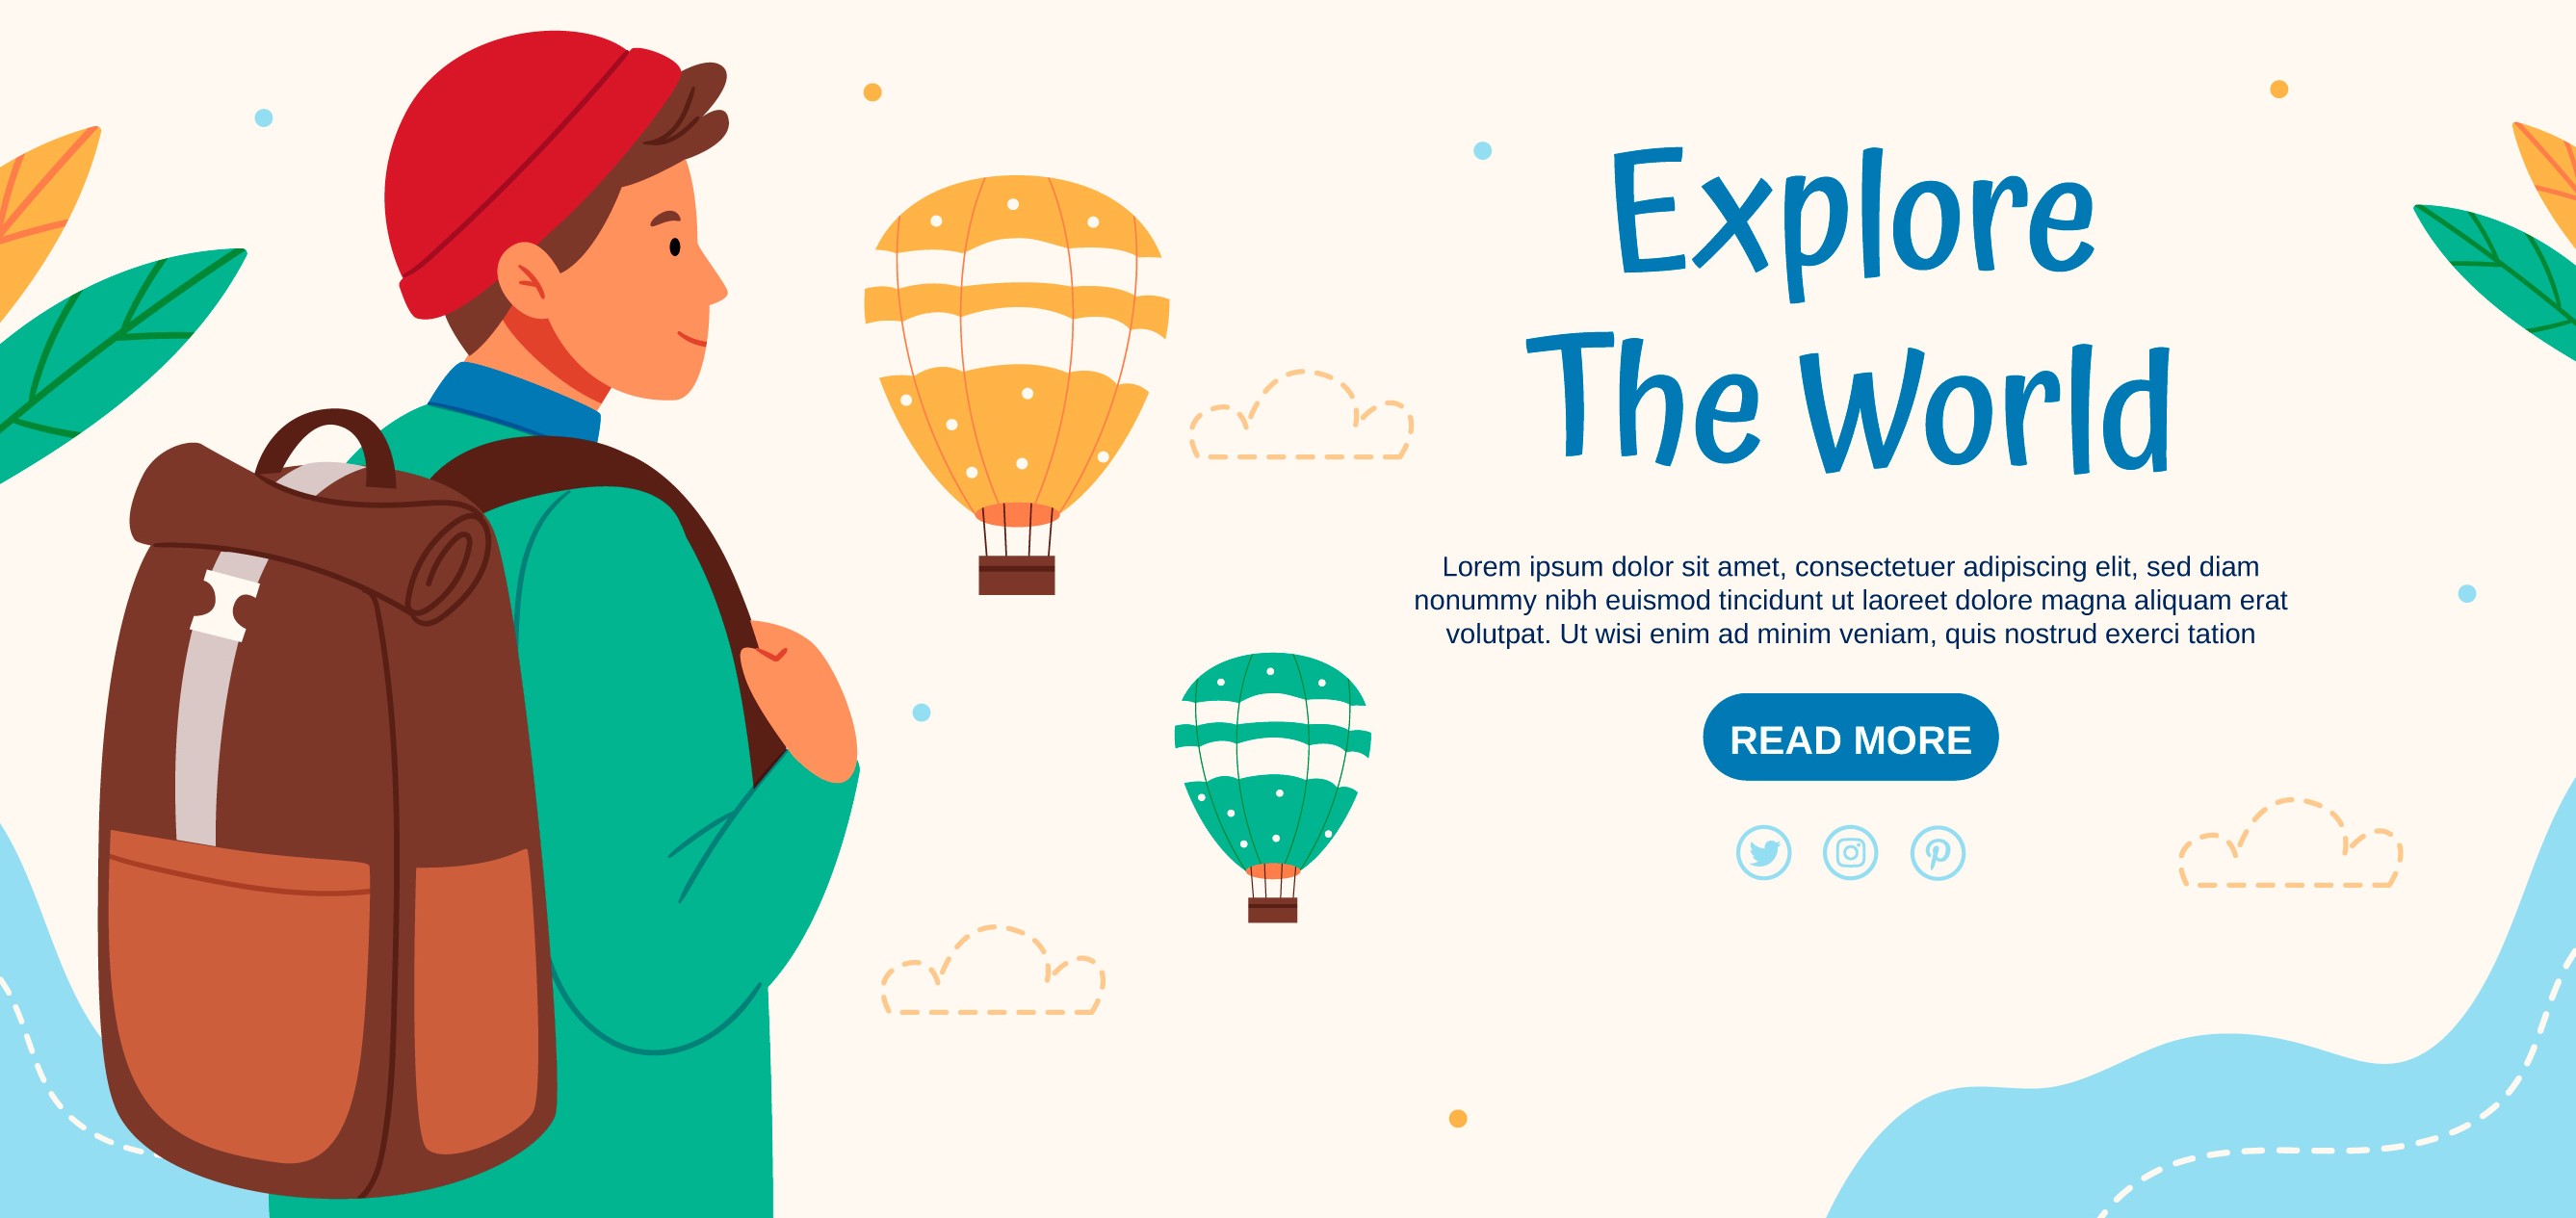 Explore
The World
Lorem ipsum dolor sit amet, consectetuer adipiscing elit, sed diam
nonummy nibh euismod tincidunt ut laoreet dolore magna aliquam erat
volutpat. Ut wisi enim ad minim veniam, quis nostrud exerci tation
READ MORE